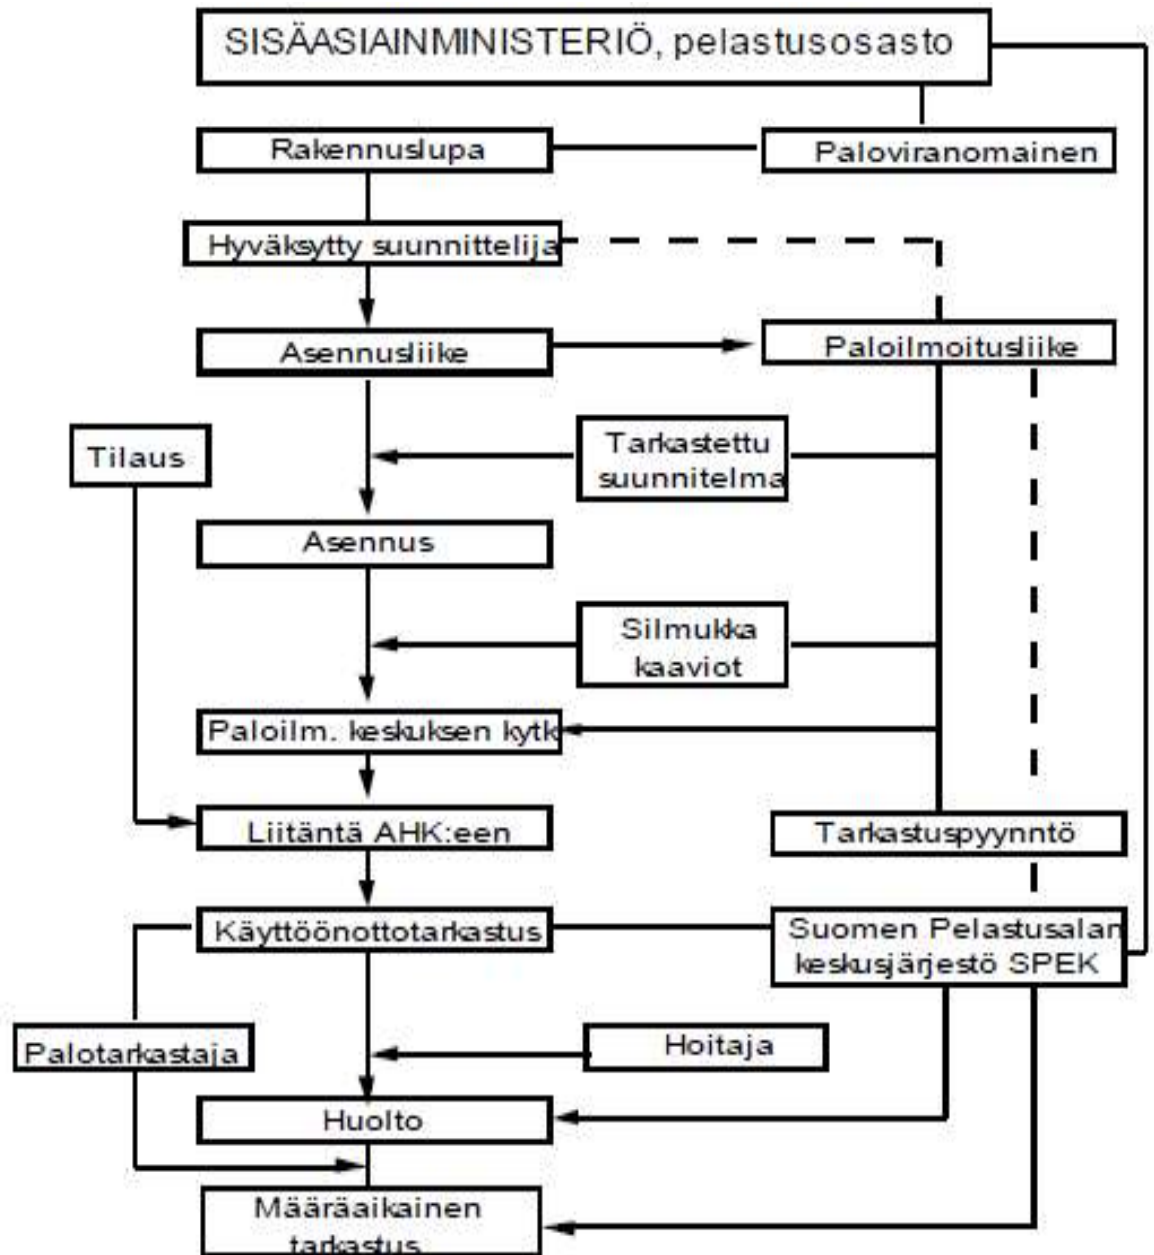 SISÄASIAINMINISTERIÖ, pelastusosasto
Rakennuslupa
Paloviranomainen
Hyväksytty suunnittelija
Asennusliike
Paloilmoitusliike
Tilaus
Tarkastettu
suunnitelma
Asennus
Silmukka
kaaviot
Paloilm. keskuksen kytk
Liitäntä AHK:een
Tarkastuspyynntö
Käyttöönottotarkastus
Suomen Pelastusalan
keskusjärjestö SPEK
Palotarkastaja
Hoitaja
Huolto
Määräaikainen
tarkastus